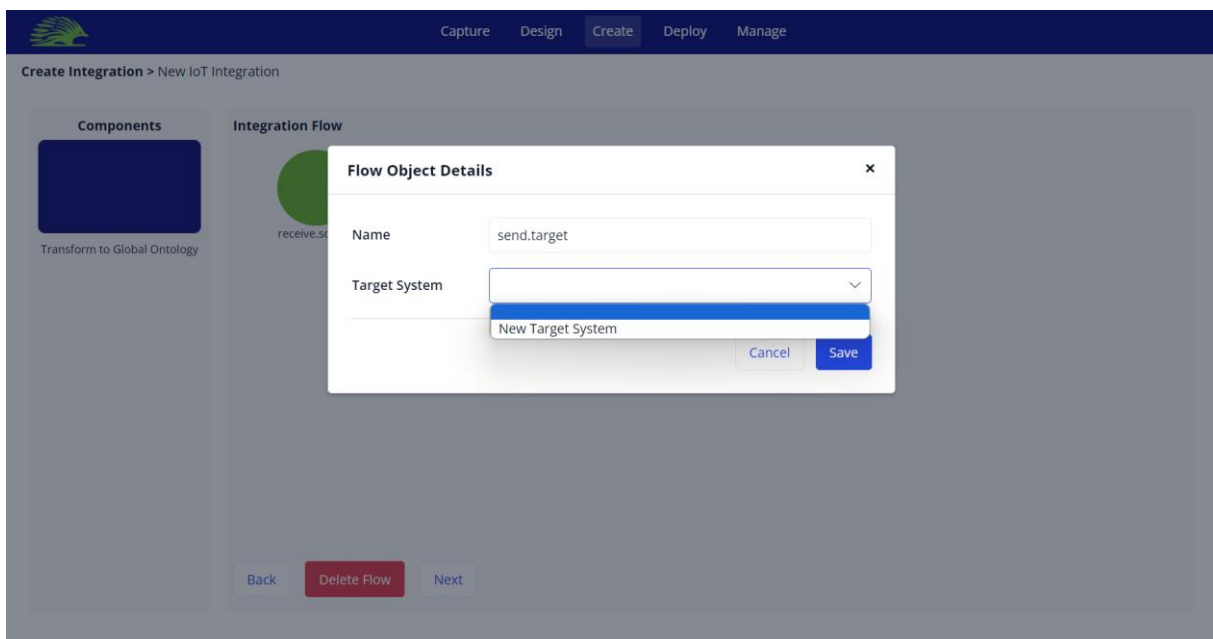 Capture Design Create Deploy Manage
Create Integration > New IoT Integration
Components
Integration Flow
Transform to Global Ontology
Flow Object Details
Name
send.target
Target System
New Target System
Cancel
Save
Back
Delete Flow
Next